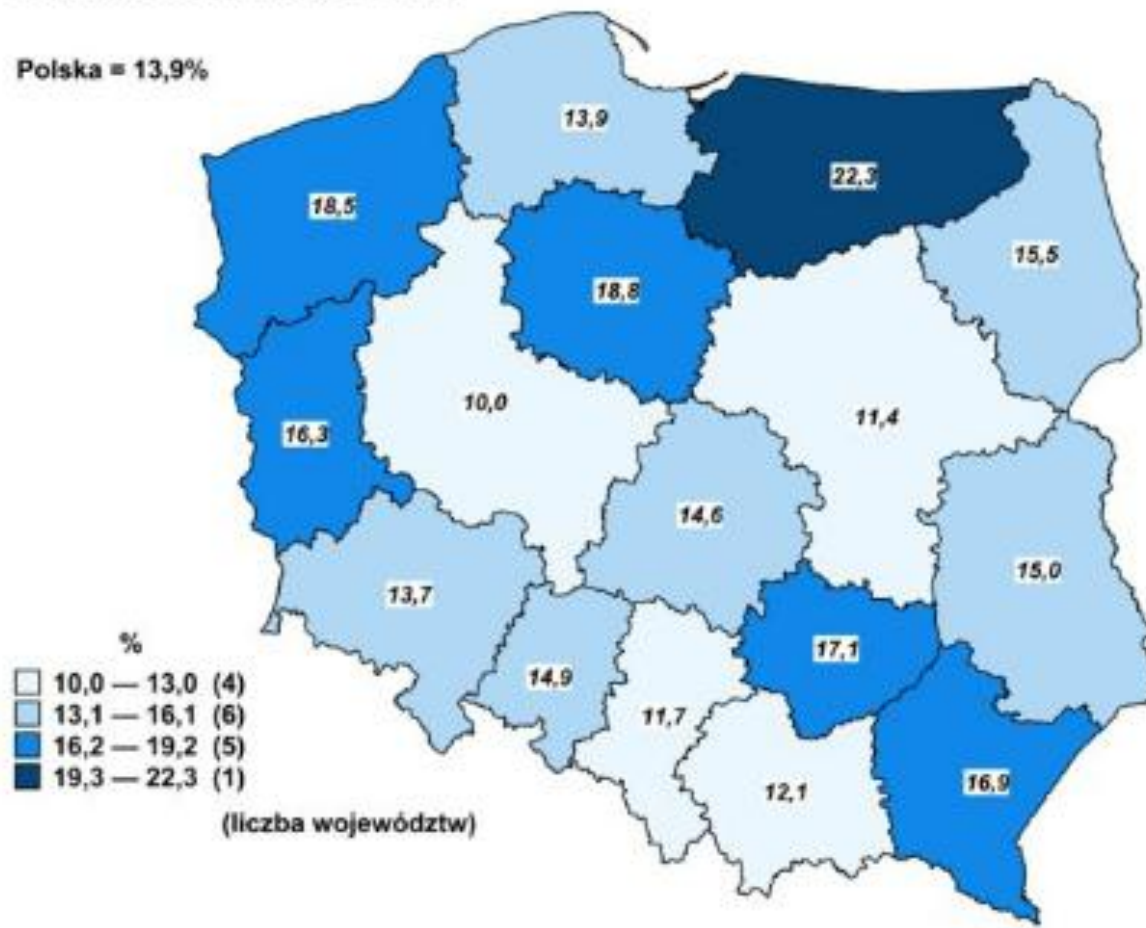 Polska = 13,9%
13,9
22,3
18,5
15,5
18,8
10,0
11,4
16,3
14,6
15,0
13,7
17,1
14,9
11,7
16,9
12,1
%
10,0 — 13,0 (4)
13,1 — 16,1 (6)
16,2 — 19,2 (5)
19,3 — 22,3 (1)
(liczba województw)